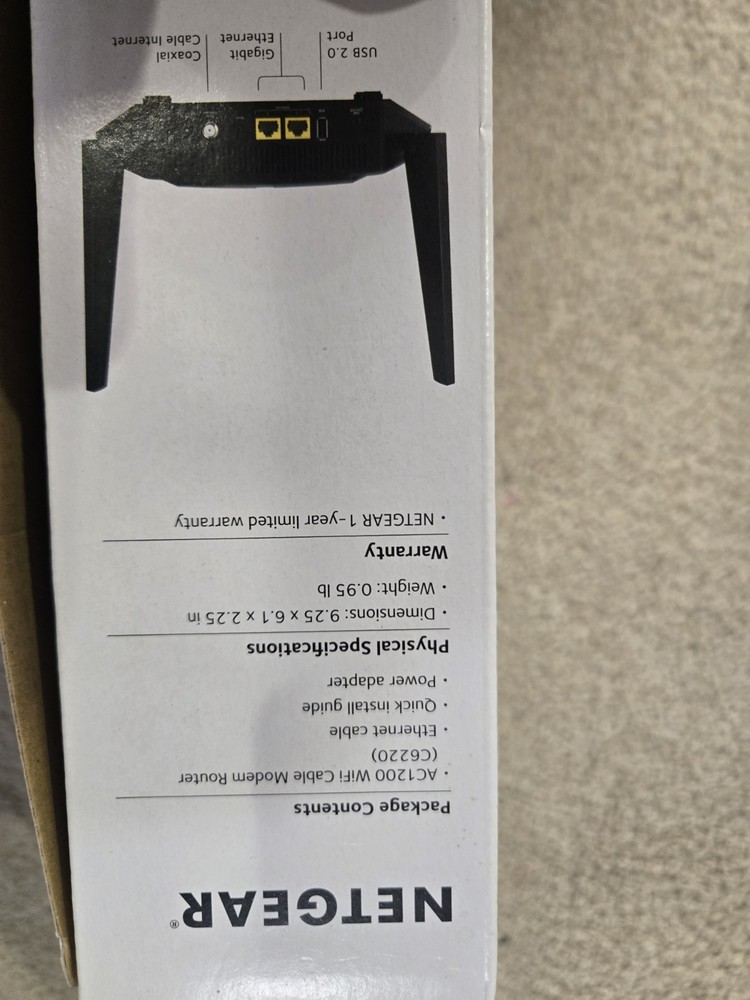 NETGEAR®
Package Contents
• AC1200 WiFi Cable Modem Router
(C6220)
• Ethernet cable
• Quick install guide
• Power adapter
Physical Specifications
• Dimensions: 9.25 x 6.1 x 2.25 in
• Weight: 0.95 lb
Warranty
• NETGEAR 1-year limited warranty
USB 2.0
Port
Gigabit
Ethernet
Coaxial
Cable Internet